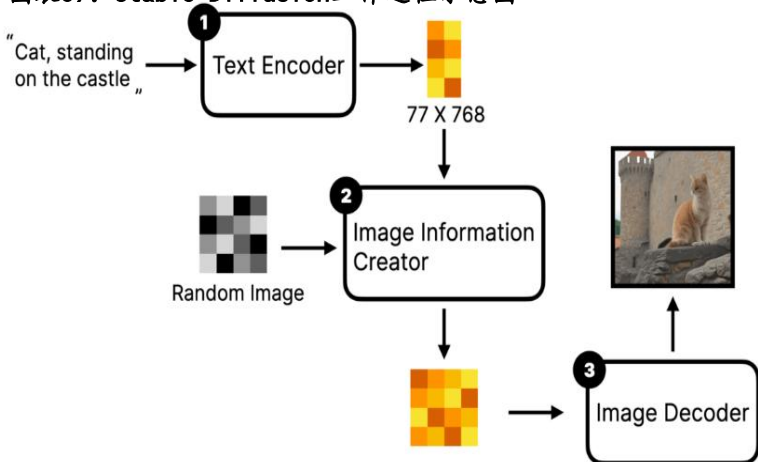 1
“Cat, standing
on the castle„
Text Encoder
77 X 768
2
Image Information
Creator
Random Image
3
Image Decoder